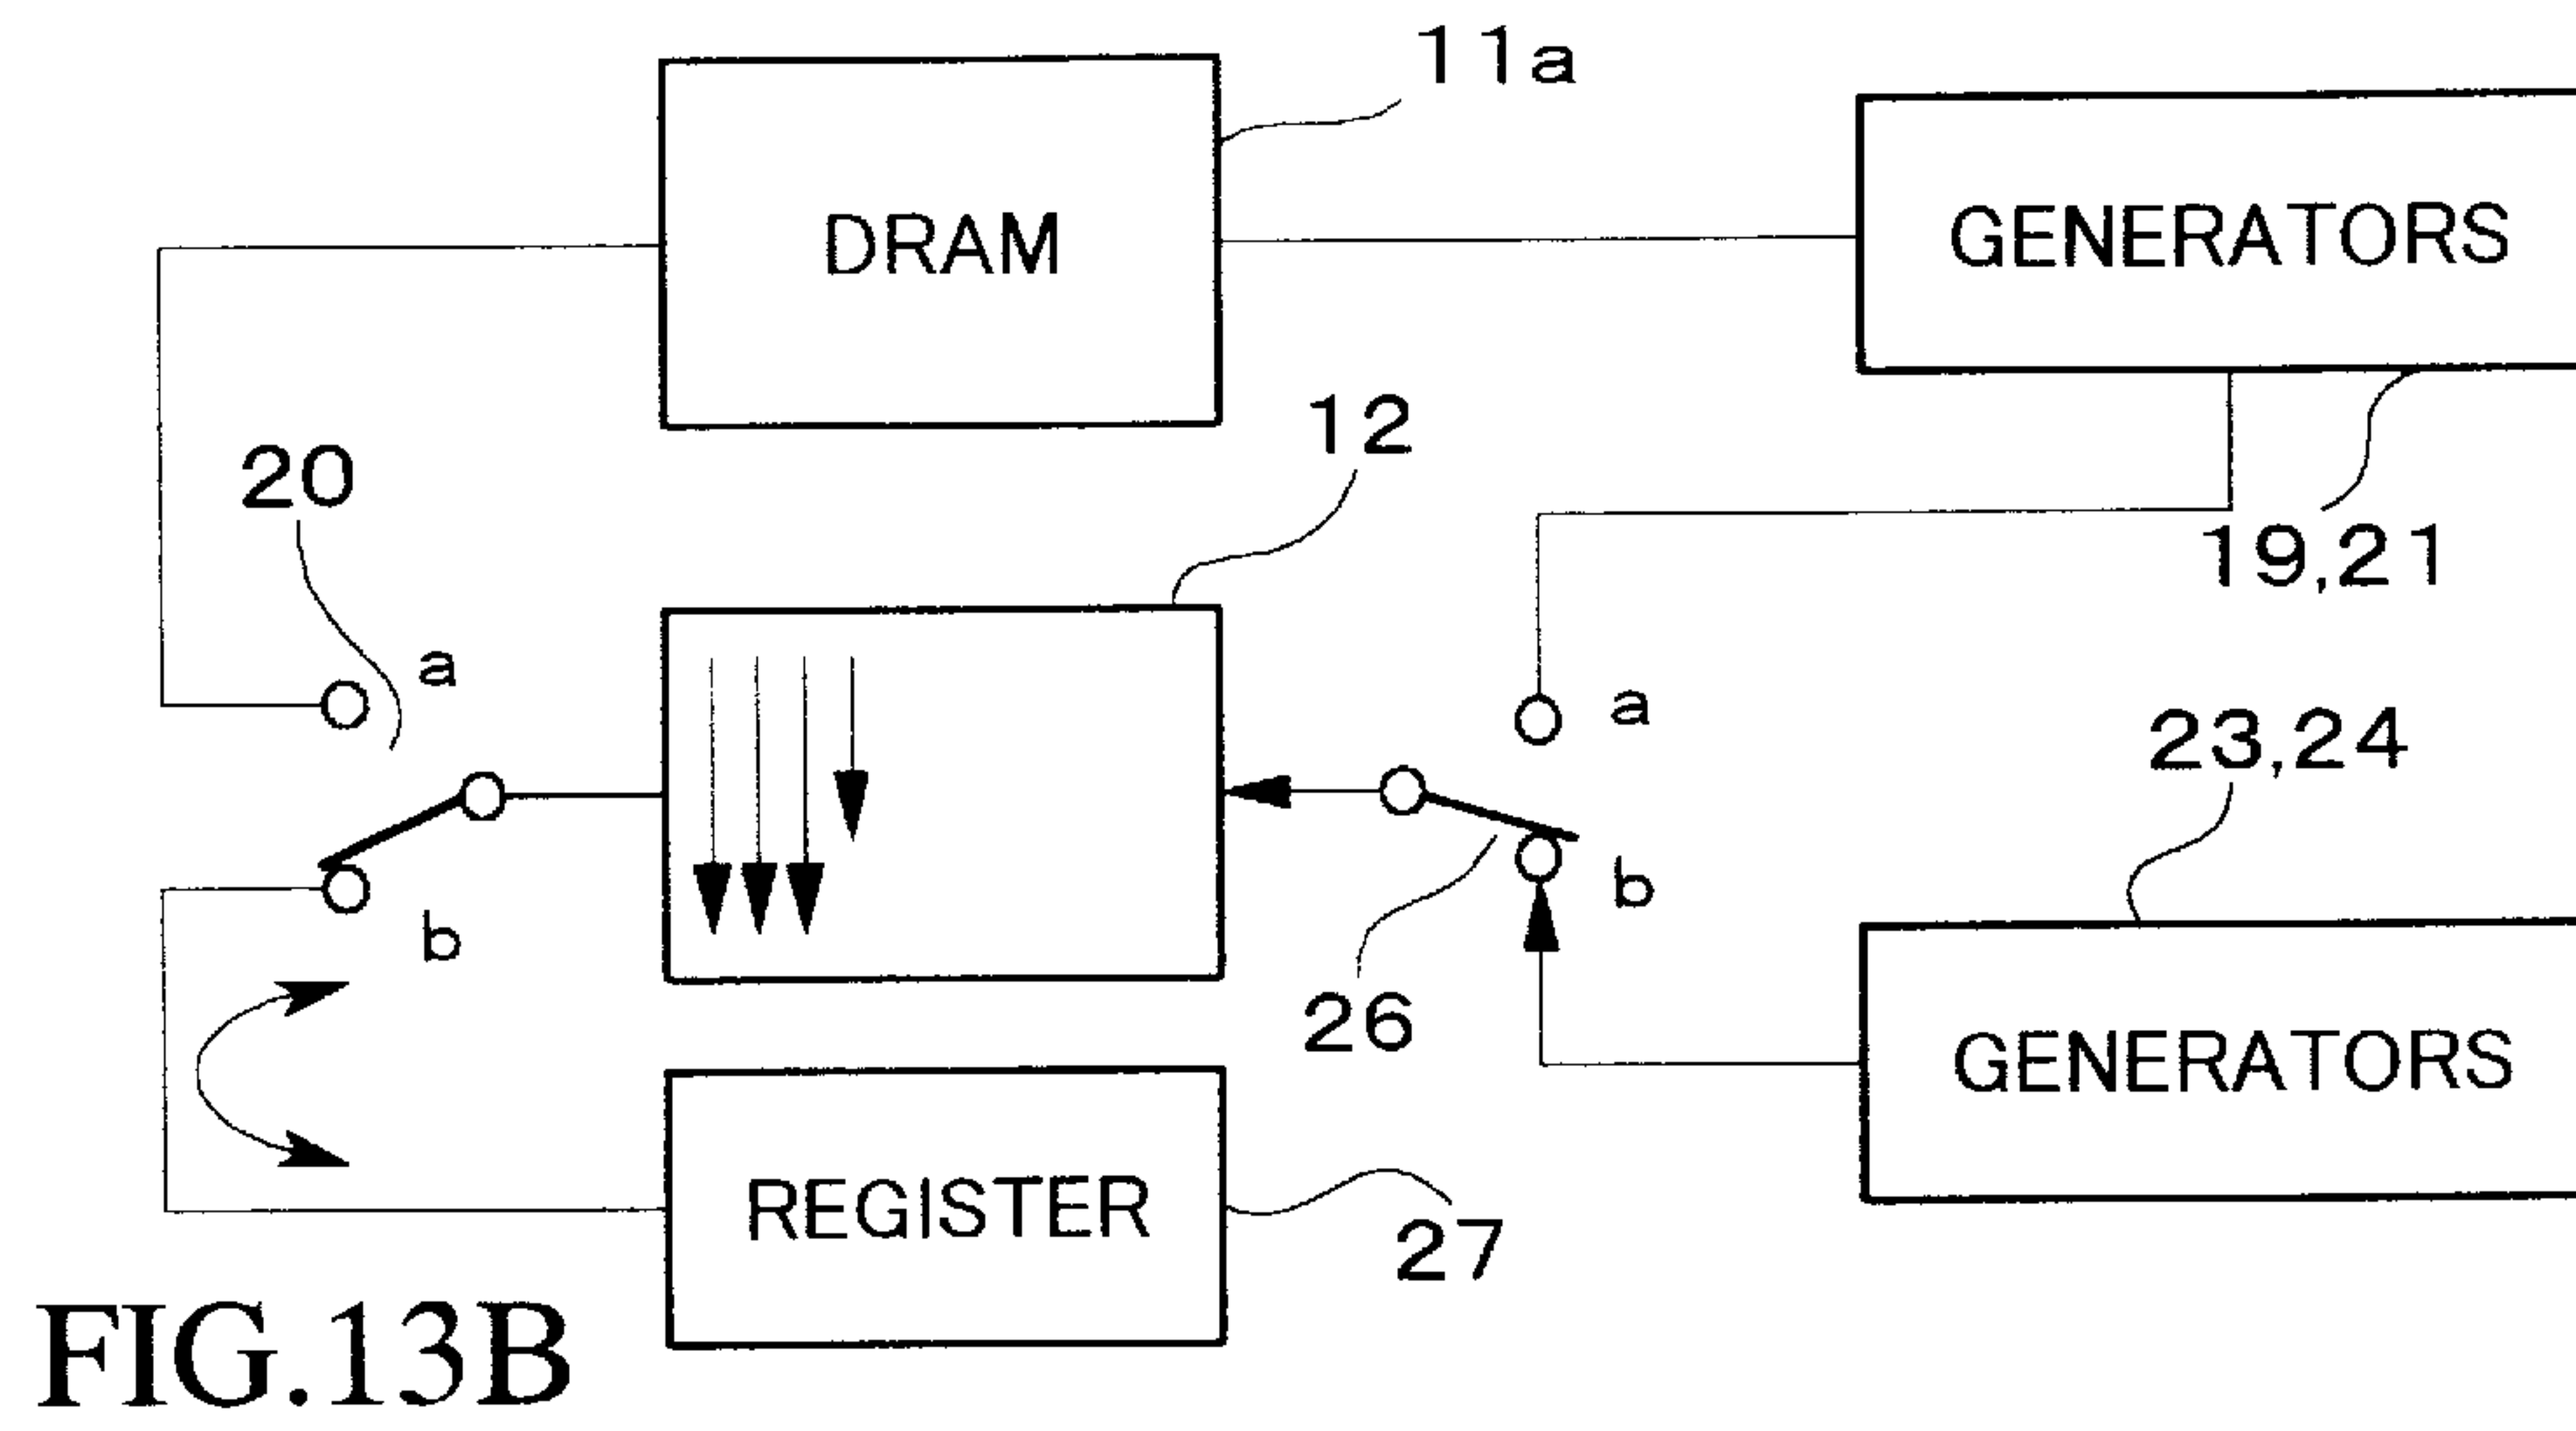 11a
DRAM
GENERATORS
12
20
19,21
a
a
23,24
b
b
26
GENERATORS
REGISTER
27
FIG.13B